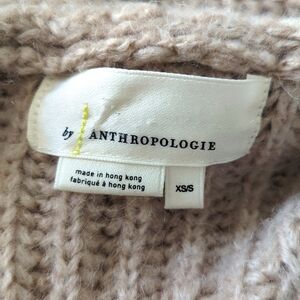 by ANTHROPOLOGIE
made in hong kong
fabriqué à hong kong
XS/S